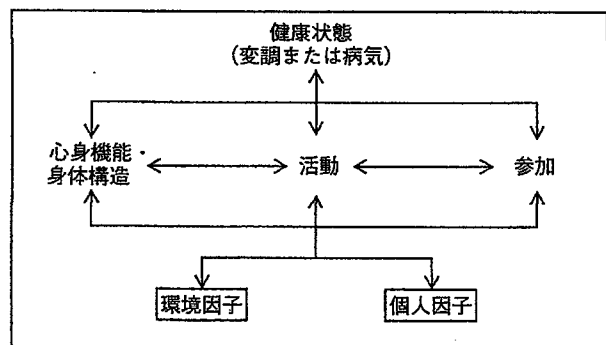 健康状態
(変調または病気)
心身機能・
身体構造
活動
参加
環境因子
個人因子